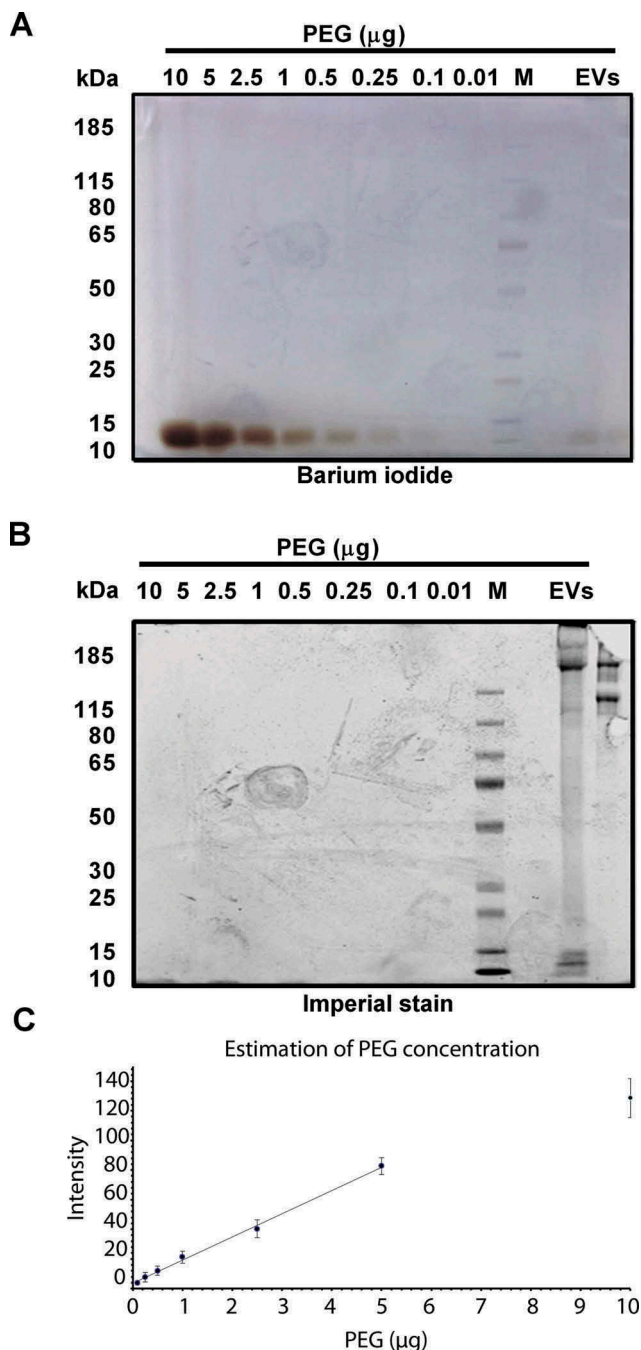 A
PEG (μg)
kDa 10 5 2.5 1 0.5 0.25 0.1 0.01 M EVs
185
115
80
65
50
30
25
15
10
Barium iodide
B
PEG (μg)
kDa 10 5 2.5 1 0.5 0.25 0.1 0.01 M EVs
185
115
80
65
50
30
25
15
10
Imperial stain
C
Estimation of PEG concentration
140
120
100
80
60
40
20
0
Intensity
0 1 2 3 4 5 6 7 8 9 10
PEG (μg)